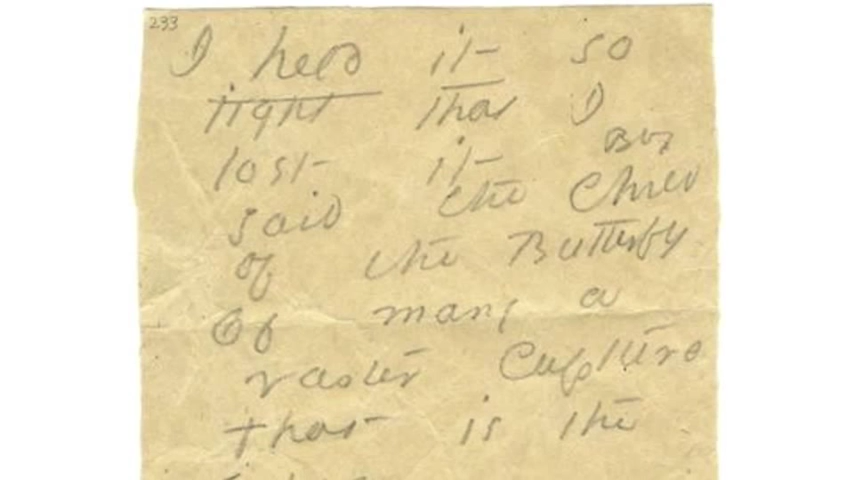 233
I held it so
tight that I
Boy
lost it
said the Child
of the Butterfly
Of many a
vaster Capture
that is the